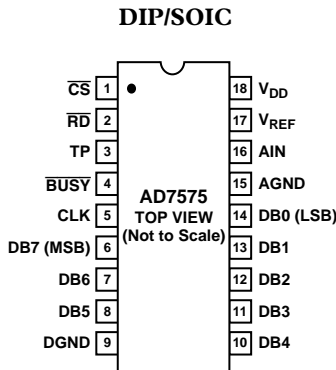 DIP/SOIC
CS 1 18 VDD
RD 2 17 VREF
TP 3 16 AIN
BUSY 4 15 AGND
CLK 5 14 DB0 (LSB)
DB7 (MSB) 6 13 DB1
DB6 7 12 DB2
DB5 8 11 DB3
DGND 9 10 DB4
AD7575
TOP VIEW
(Not to Scale)